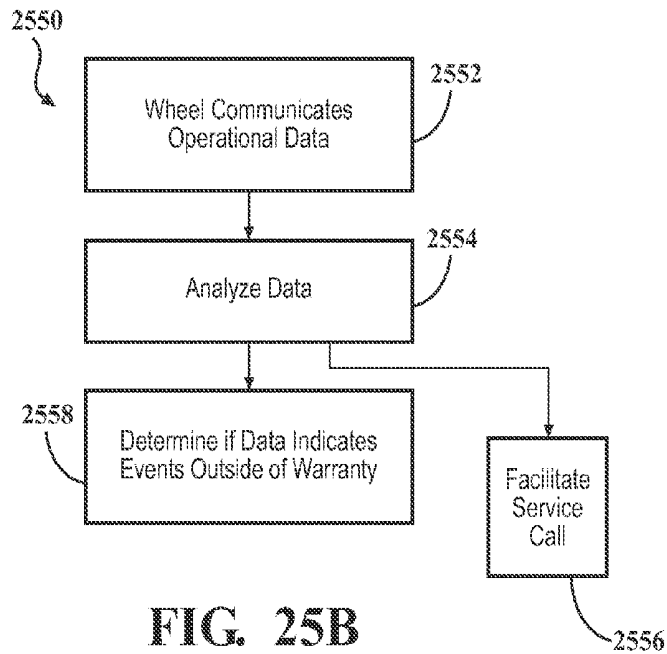 2550
2552
Wheel Communicates
Operational Data
2554
Analyze Data
2558
Determine if Data Indicates
Events Outside of Warranty
Facilitate
Service
Call
2556
FIG. 25B